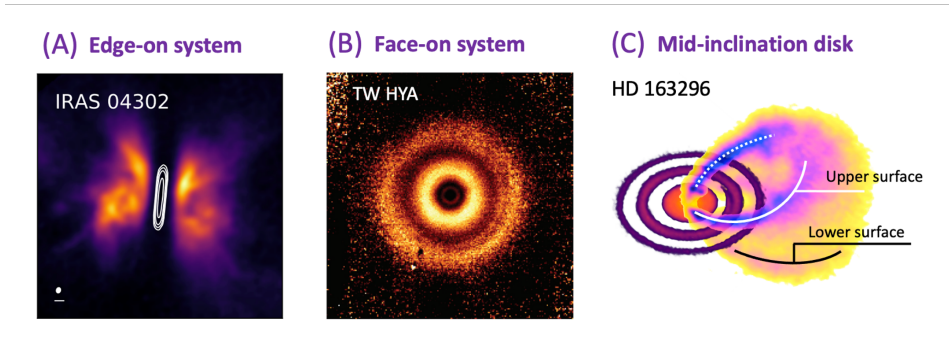 (A) Edge-on system
(B) Face-on system
(C) Mid-inclination disk
IRAS 04302
TW HYA
HD 163296
Upper surface
Lower surface